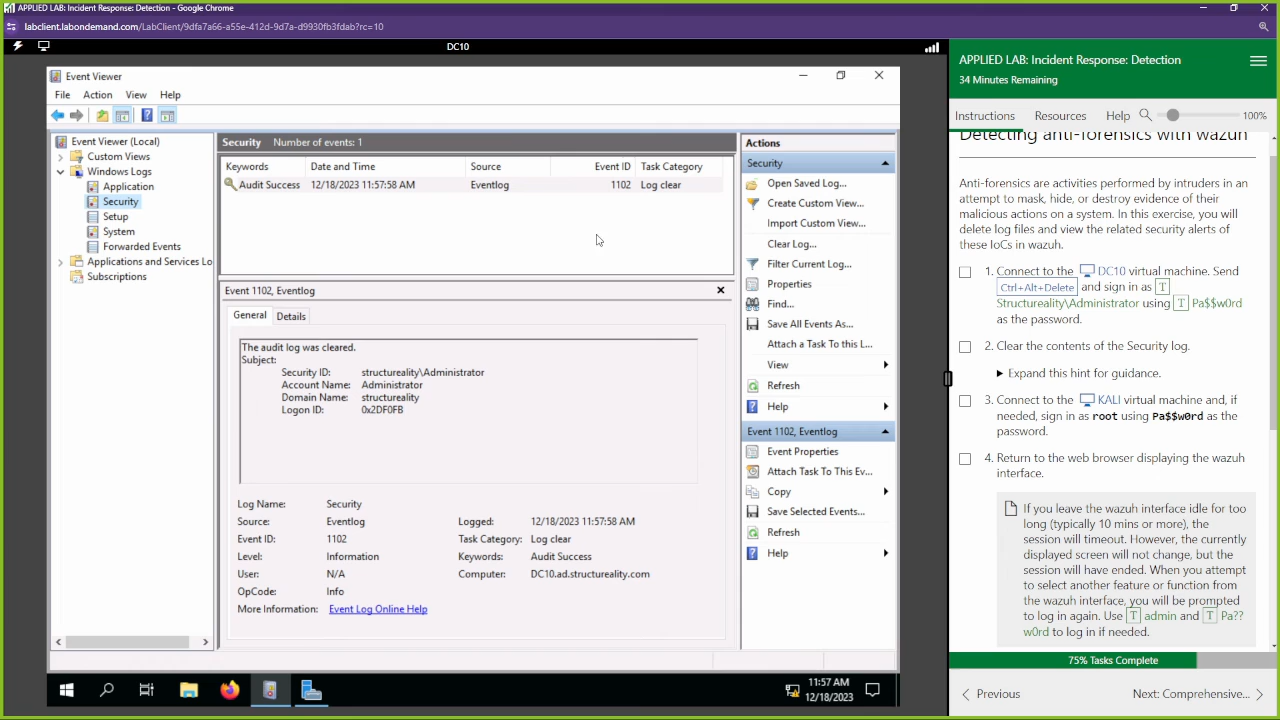 APPLIED LAB: Incident Response: Detection - Google Chrome
labclient.labondemand.com/LabClient/9dfa7a66-a55e-412d-9d7a-d9930fb3fdab?rc=10
DC10
Event Viewer
File Action View Help
Event Viewer (Local)
Custom Views
Windows Logs
Application
Security
Setup
System
Forwarded Events
Applications and Services Lo
Subscriptions
Security Number of events: 1
Keywords Date and Time Source Event ID Task Category
Audit Success 12/18/2023 11:57:58 AM Eventlog 1102 Log clear
Event 1102, Eventlog
General Details
The audit log was cleared.
Subject:
Security ID: structureality\Administrator
Account Name: Administrator
Domain Name: structureality
Logon ID: 0x2DF0FB
Log Name: Security
Source: Eventlog Logged: 12/18/2023 11:57:58 AM
Event ID: 1102 Task Category: Log clear
Level: Information Keywords: Audit Success
User: N/A Computer: DC10.ad.structureality.com
OpCode: Info
More Information: Event Log Online Help
Actions
Security
Open Saved Log...
Create Custom View...
Import Custom View...
Clear Log...
Filter Current Log...
Properties
Find...
Save All Events As...
Attach a Task To this L...
View
Refresh
Help
Event 1102, Eventlog
Event Properties
Attach Task To This Ev...
Copy
Save Selected Events...
Refresh
Help
11:57 AM
12/18/2023
APPLIED LAB: Incident Response: Detection
34 Minutes Remaining
Instructions Resources Help 100%
Detecting anti-forensics with wazuh
Anti-forensics are activities performed by intruders in an
attempt to mask, hide, or destroy evidence of their
malicious actions on a system. In this exercise, you will
delete log files and view the related security alerts of
these IoCs in wazuh.
1. Connect to the DC10 virtual machine. Send
Ctrl+Alt+Delete and sign in as T
Structureality\Administrator using T Pa$$w0rd
as the password.
2. Clear the contents of the Security log.
Expand this hint for guidance.
3. Connect to the KALI virtual machine and, if
needed, sign in as root using Pa$$w0rd as the
password.
4. Return to the web browser displaying the wazuh
interface.
If you leave the wazuh interface idle for too
long (typically 10 mins or more), the
session will timeout. However, the currently
displayed screen will not change, but the
session will have ended. When you attempt
to select another feature or function from
the wazuh interface, you will be prompted
to log in again. Use T admin and T Pa??
w0rd to log in if needed.
75% Tasks Complete
Previous Next: Comprehensive...